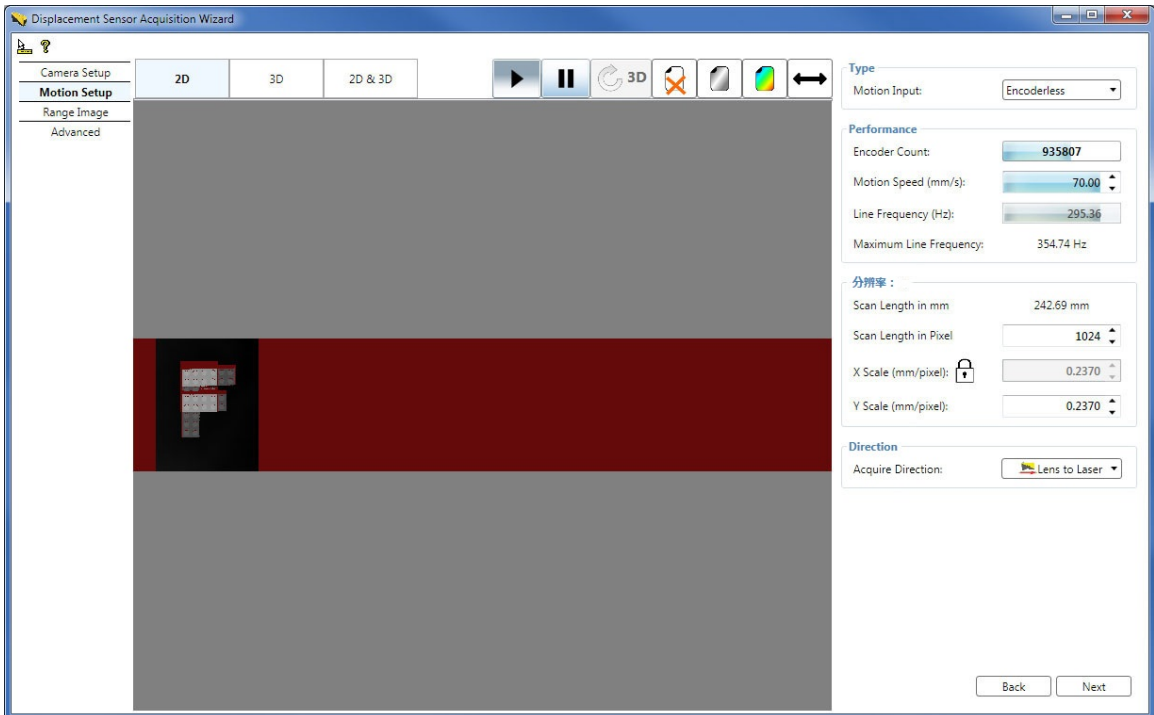 Displacement Sensor Acquisition Wizard
Camera Setup
Motion Setup
Range Image
Advanced
2D
3D
2D & 3D
3D
Type
Motion Input:
Encoderless
Performance
Encoder Count:
935807
Motion Speed (mm/s):
70.00
Line Frequency (Hz):
295.36
Maximum Line Frequency:
354.74 Hz
分辨率：
Scan Length in mm
242.69 mm
Scan Length in Pixel
1024
X Scale (mm/pixel):
0.2370
Y Scale (mm/pixel):
0.2370
Direction
Acquire Direction:
Lens to Laser
Back
Next